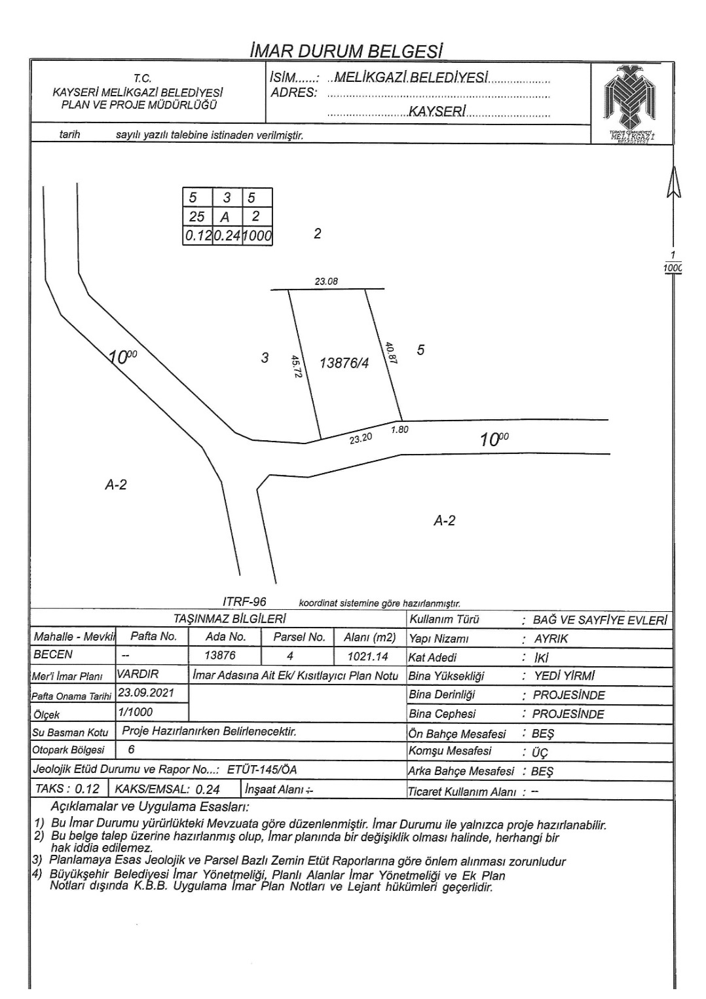 İMAR DURUM BELGESİ
T.C.
KAYSERİ MELİKGAZİ BELEDİYESİ
PLAN VE PROJE MÜDÜRLÜĞÜ
İSİM......: ..MELİKGAZİ BELEDİYESİ..................
ADRES: ..........................................................
.....................KAYSERİ......................
TÜRKİYE CUMHURİYETİ
MELİKGAZİ
BELEDİYESİ
tarih sayılı yazılı talebine istinaden verilmiştir.
5 3 5
25 A 2
0.12 0.24 1000
2
1
1000
23.08
10⁰⁰
3
45.72
13876/4
40.87
5
23.20
1.80
10⁰⁰
A-2
A-2
ITRF-96 koordinat sistemine göre hazırlanmıştır.
TAŞINMAZ BİLGİLERİ
Mahalle - Mevkii Pafta No. Ada No. Parsel No. Alanı (m2)
BECEN -- 13876 4 1021.14
Mer'i İmar Planı VARDIR İmar Adasına Ait Ek/ Kısıtlayıcı Plan Notu
Pafta Onama Tarihi 23.09.2021
Ölçek 1/1000
Su Basman Kotu Proje Hazırlanırken Belirlenecektir.
Otopark Bölgesi 6
Jeolojik Etüd Durumu ve Rapor No...: ETÜT-145/ÖA
TAKS : 0.12 KAKS/EMSAL: 0.24 İnşaat Alanı :--
Kullanım Türü : BAĞ VE SAYFİYE EVLERİ
Yapı Nizamı : AYRIK
Kat Adedi : İKİ
Bina Yüksekliği : YEDİ YİRMİ
Bina Derinliği : PROJESİNDE
Bina Cephesi : PROJESİNDE
Ön Bahçe Mesafesi : BEŞ
Komşu Mesafesi : ÜÇ
Arka Bahçe Mesafesi : BEŞ
Ticaret Kullanım Alanı : --
Açıklamalar ve Uygulama Esasları:
1) Bu İmar Durumu yürürlükteki Mevzuata göre düzenlenmiştir. İmar Durumu ile yalnızca proje hazırlanabilir.
2) Bu belge talep üzerine hazırlanmış olup, İmar planında bir değişiklik olması halinde, herhangi bir
hak iddia edilemez.
3) Planlamaya Esas Jeolojik ve Parsel Bazlı Zemin Etüt Raporlarına göre önlem alınması zorunludur
4) Büyükşehir Belediyesi İmar Yönetmeliği, Planlı Alanlar İmar Yönetmeliği ve Ek Plan
Notları dışında K.B.B. Uygulama İmar Plan Notları ve Lejant hükümleri geçerlidir.